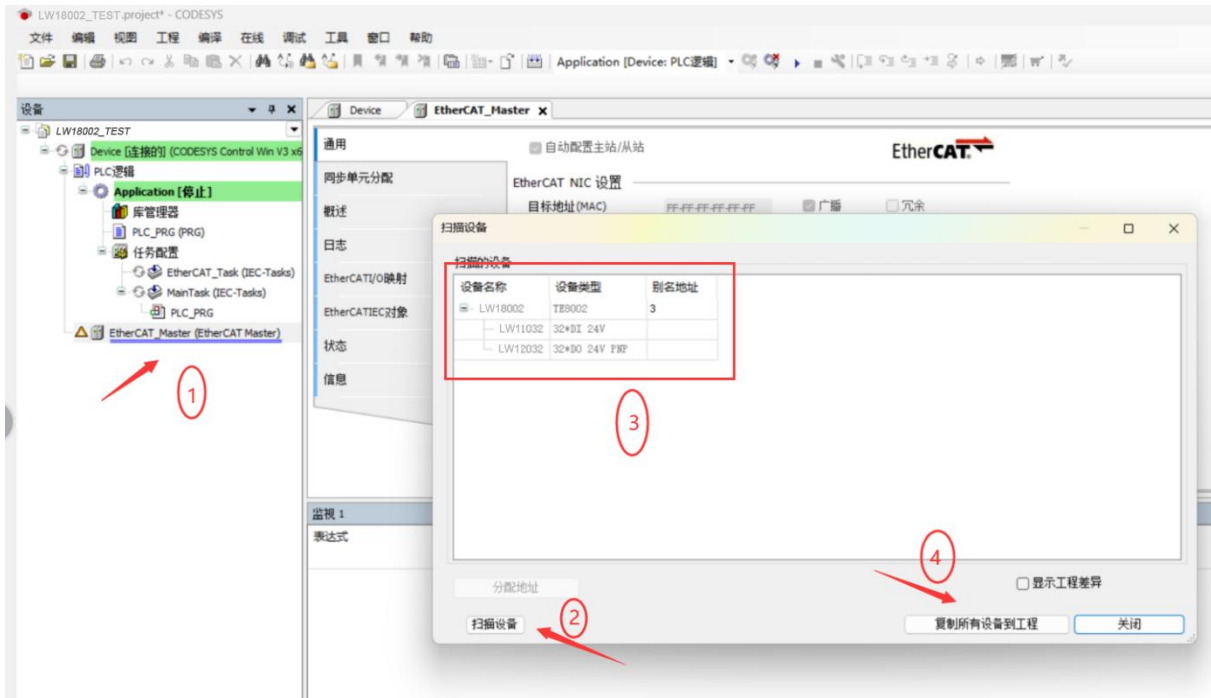 LW18002_TEST.project* - CODESYS
文件 编辑 视图 工程 编译 在线 调试 工具 窗口 帮助
Application [Device: PLC逻辑]
设备
Device
EtherCAT_Master
LW18002_TEST
Device [连接的] (CODESYS Control Win V3 x6
PLC逻辑
Application [停止]
库管理器
PLC_PRG (PRG)
任务配置
EtherCAT_Task (IEC-Tasks)
MainTask (IEC-Tasks)
PLC_PRG
EtherCAT_Master (EtherCAT Master)
1
通用
同步单元分配
概述
日志
EtherCATI/O映射
EtherCATIEC对象
状态
信息
自动配置主站/从站
EtherCAT
EtherCAT NIC 设置
目标地址(MAC) FF-FF-FF-FF-FF-FF 广播 冗余
扫描设备
扫描的设备
设备名称 设备类型 别名地址
LW18002 TE8002 3
LW11032 32*DI 24V
LW12032 32*DO 24V PNP
3
4
分配地址
显示工程差异
扫描设备
2
复制所有设备到工程
关闭
监视 1
表达式